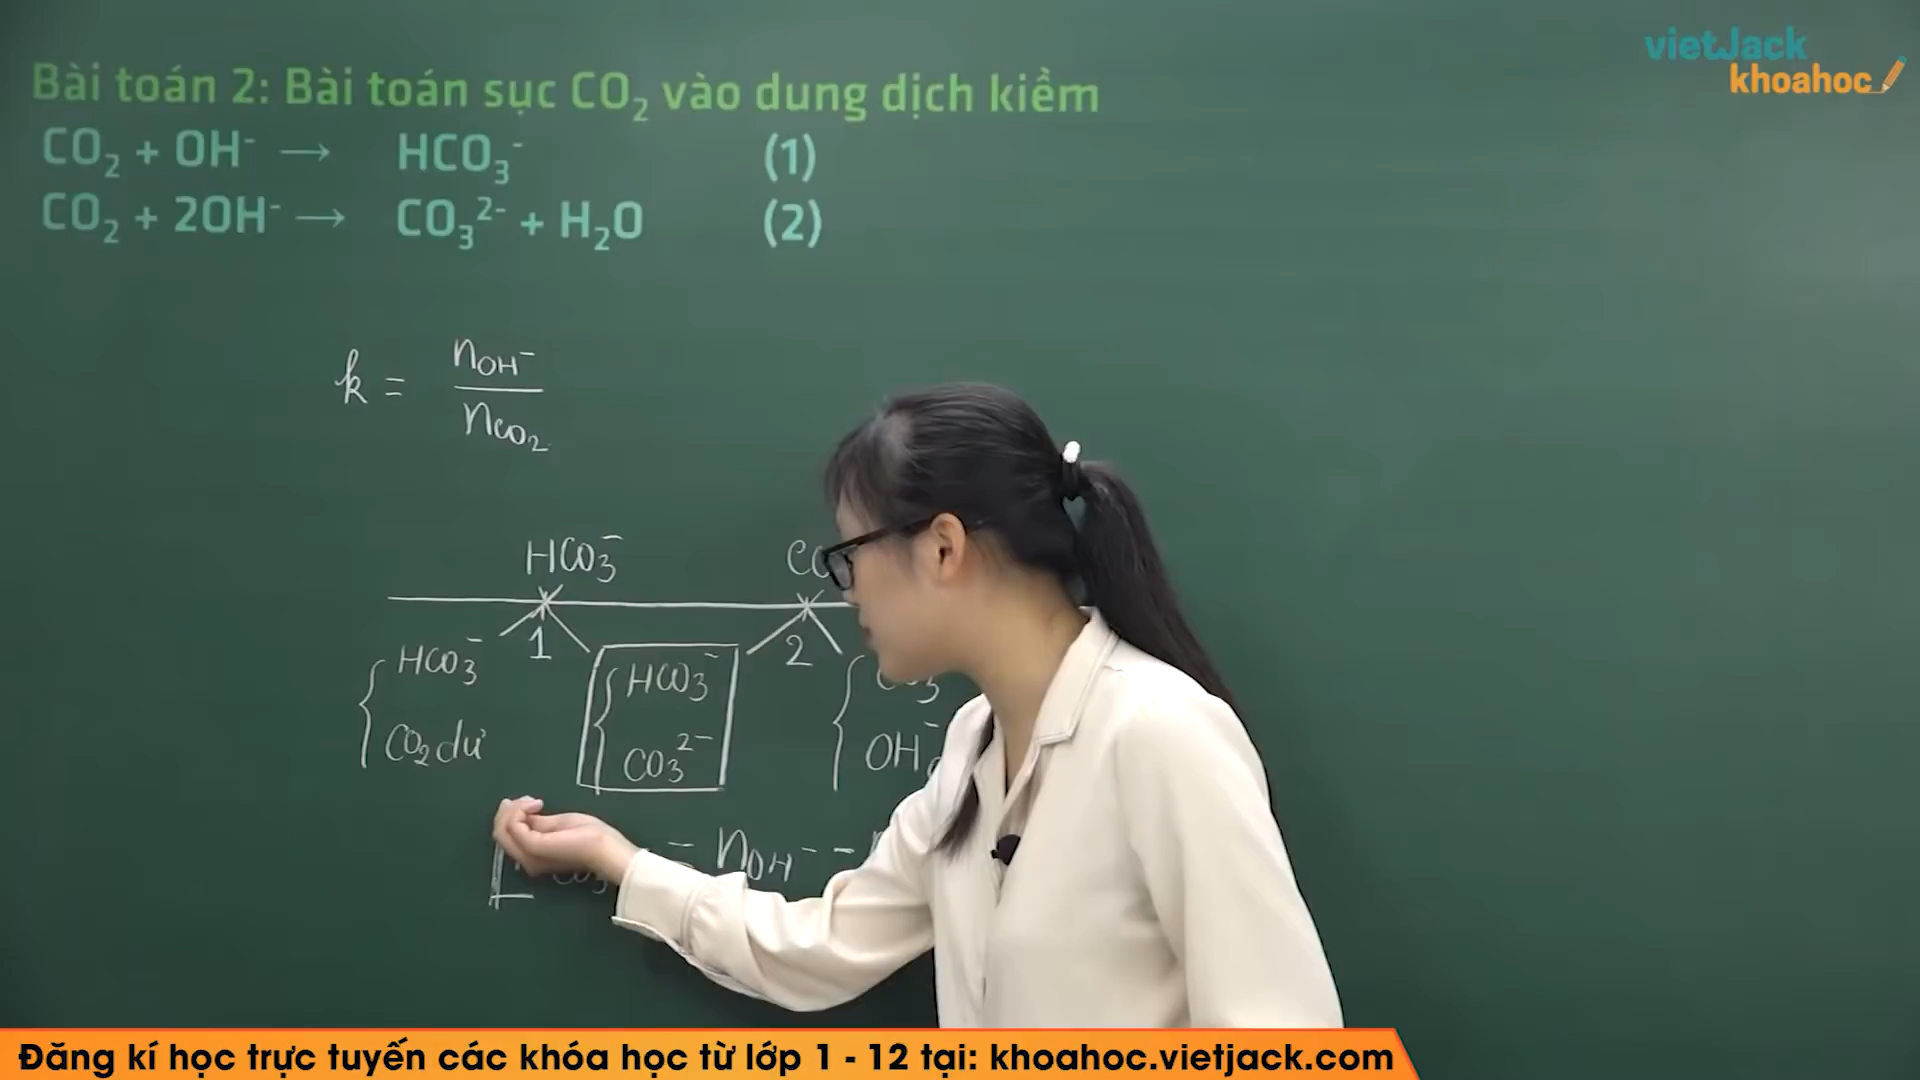 vietJack
khoahoc
Bài toán 2: Bài toán sục CO₂ vào dung dịch kiềm
CO₂ + OH⁻ → HCO₃⁻ (1)
CO₂ + 2OH⁻ → CO₃²⁻ + H₂O (2)
k = nOH⁻ / nCO₂
HCO₃⁻
1 2
HCO₃⁻ HCO₃⁻
CO₂ dư CO₃²⁻ OH⁻
= nOH⁻ -
Đăng kí học trực tuyến các khóa học từ lớp 1 - 12 tại: khoahoc.vietjack.com